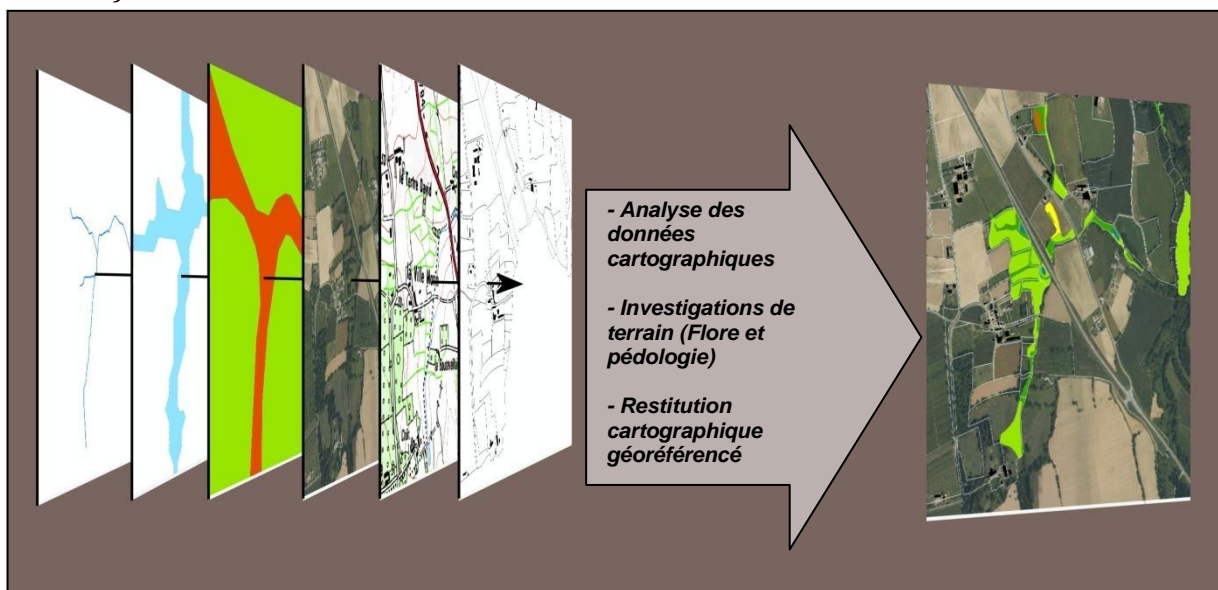 - Analyse des
données
cartographiques
- Investigations de
terrain (Flore et
pédologie)
- Restitution
cartographique
géoréférencé